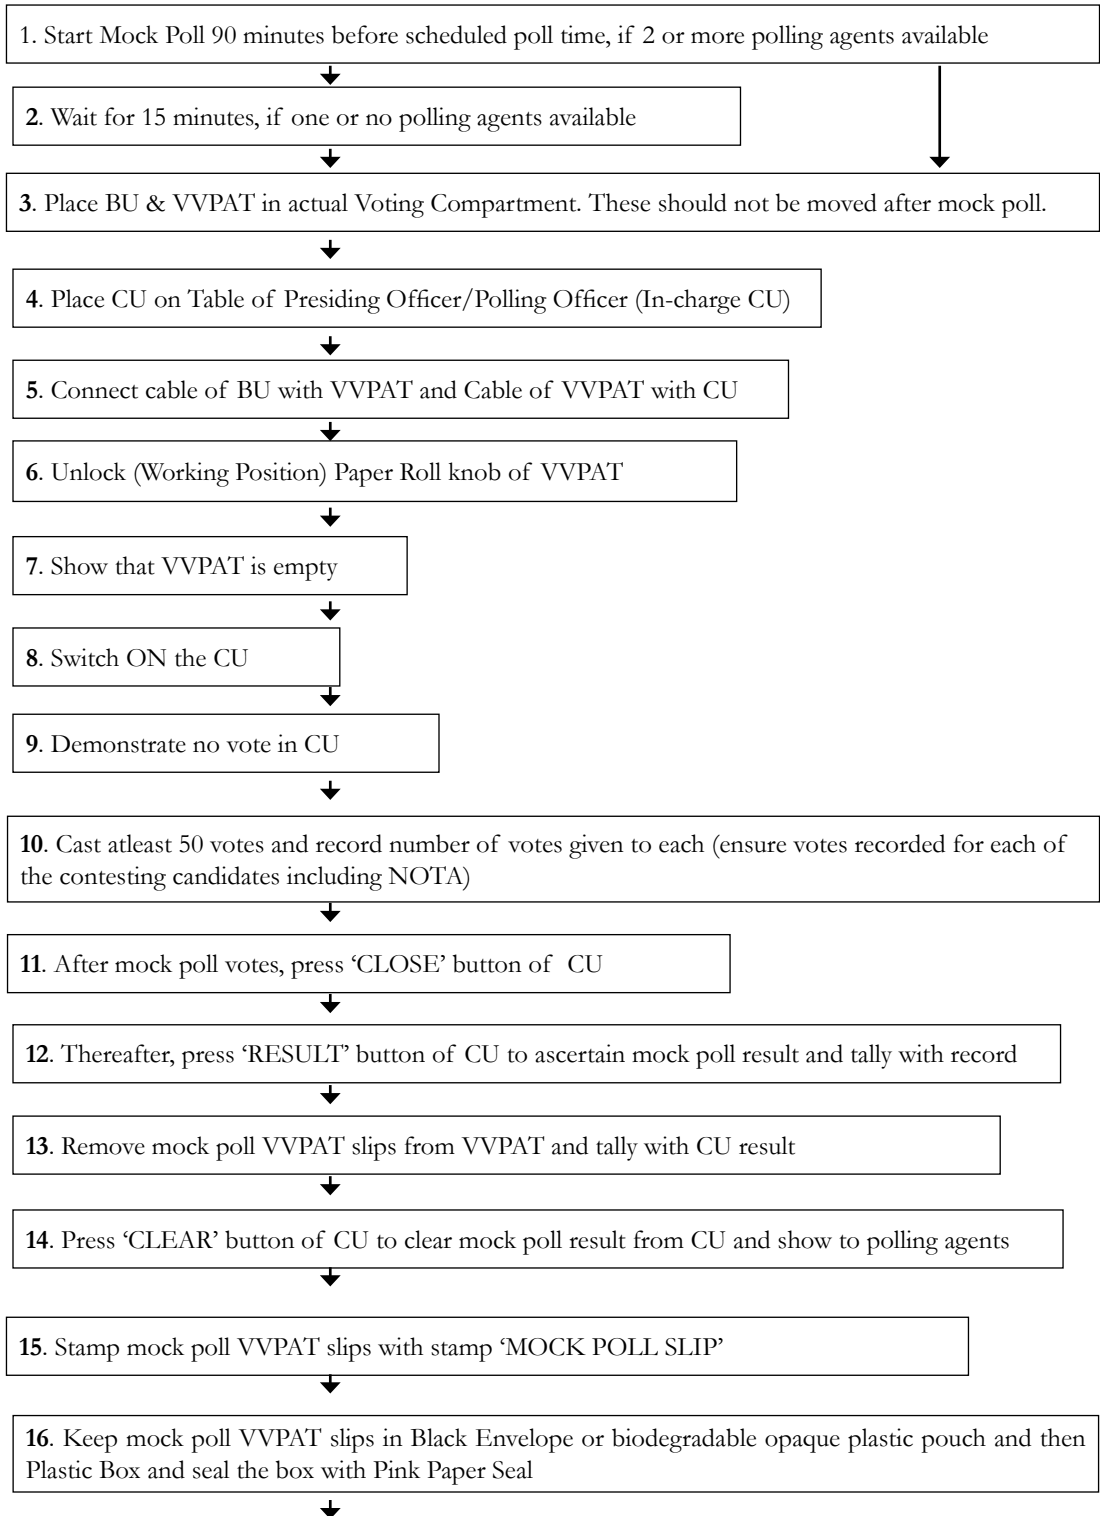 1. Start Mock Poll 90 minutes before scheduled poll time, if 2 or more polling agents available
2. Wait for 15 minutes, if one or no polling agents available
3. Place BU & VVPAT in actual Voting Compartment. These should not be moved after mock poll.
4. Place CU on Table of Presiding Officer/Polling Officer (In-charge CU)
5. Connect cable of BU with VVPAT and Cable of VVPAT with CU
6. Unlock (Working Position) Paper Roll knob of VVPAT
7. Show that VVPAT is empty
8. Switch ON the CU
9. Demonstrate no vote in CU
10. Cast atleast 50 votes and record number of votes given to each (ensure votes recorded for each of
the contesting candidates including NOTA)
11. After mock poll votes, press ‘CLOSE’ button of CU
12. Thereafter, press ‘RESULT’ button of CU to ascertain mock poll result and tally with record
13. Remove mock poll VVPAT slips from VVPAT and tally with CU result
14. Press ‘CLEAR’ button of CU to clear mock poll result from CU and show to polling agents
15. Stamp mock poll VVPAT slips with stamp ‘MOCK POLL SLIP’
16. Keep mock poll VVPAT slips in Black Envelope or biodegradable opaque plastic pouch and then
Plastic Box and seal the box with Pink Paper Seal